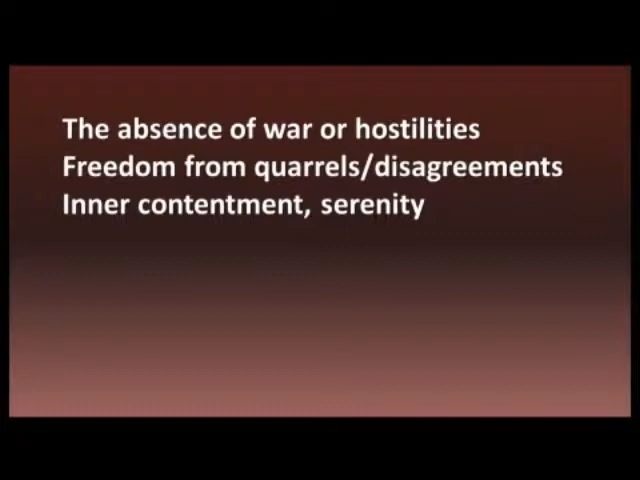 The absence of war or hostilities
Freedom from quarrels/disagreements
Inner contentment, serenity